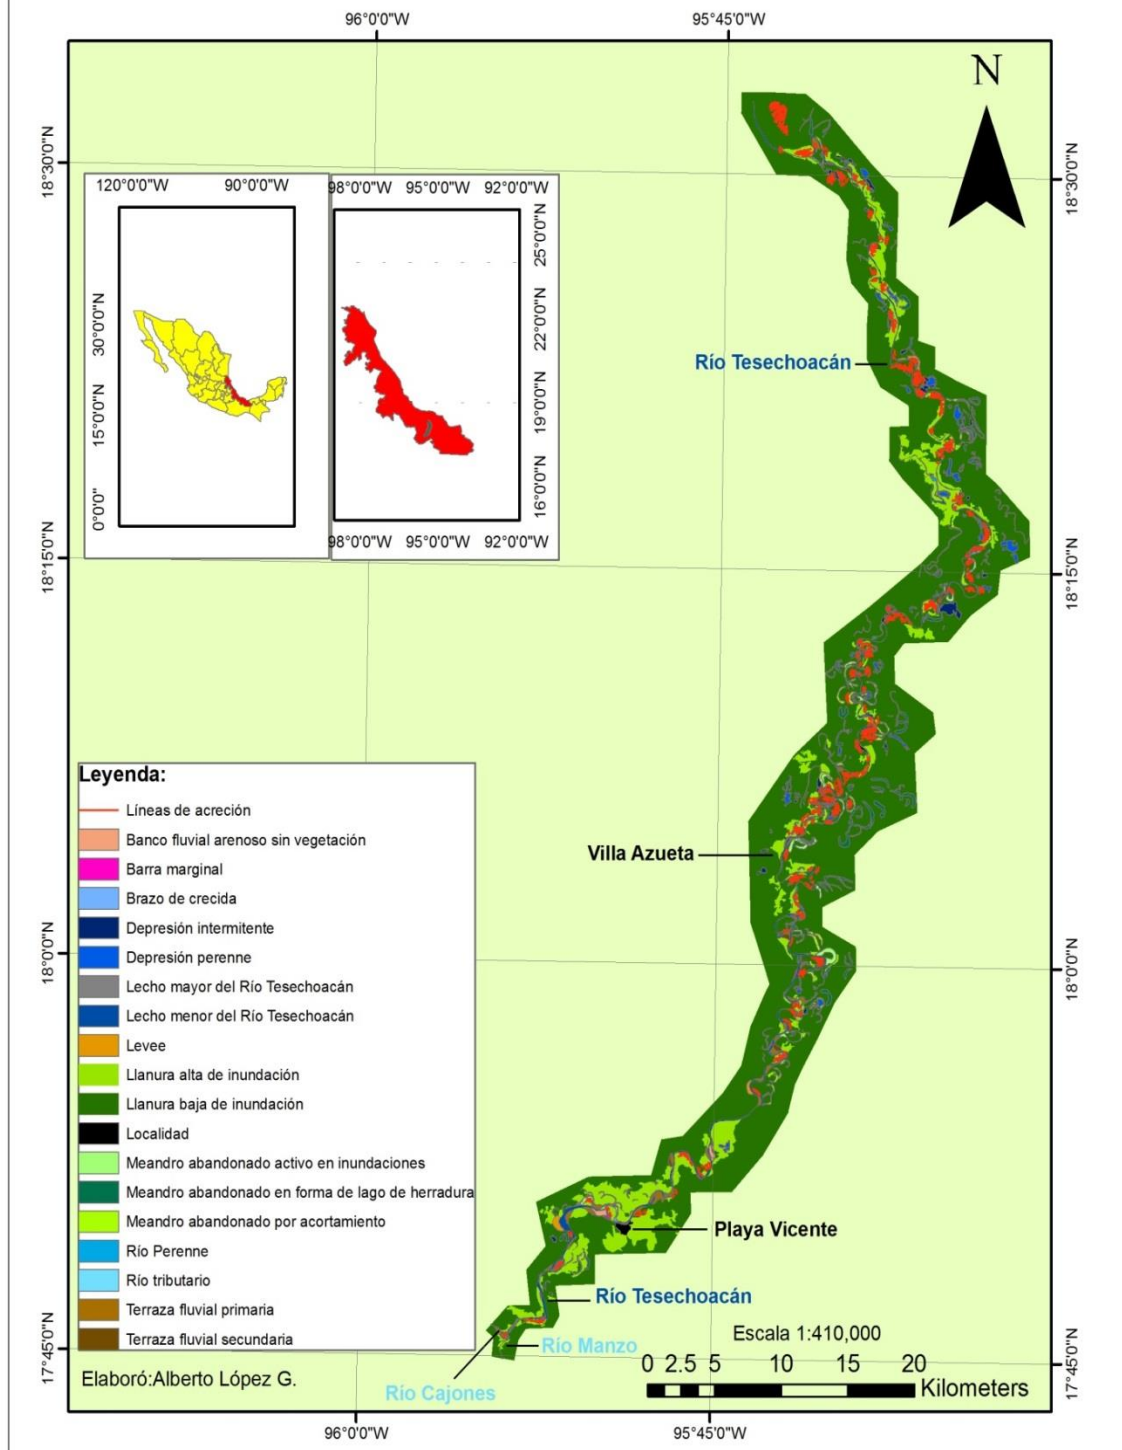 96°0'0"W
95°45'0"W
N
18°30'0"N
18°30'0"N
120°0'0"W
90°0'0"W
98°0'0"W
95°0'0"W
92°0'0"W
30°0'0"N
15°0'0"N
0°0'0"
25°0'0"N
22°0'0"N
19°0'0"N
16°0'0"N
98°0'0"W
95°0'0"W
92°0'0"W
Río Tesechoacán
18°15'0"N
18°15'0"N
Leyenda:
Líneas de acreción
Banco fluvial arenoso sin vegetación
Barra marginal
Brazo de crecida
Depresión intermitente
Depresión perenne
Lecho mayor del Río Tesechoacán
Lecho menor del Río Tesechoacán
Levee
Llanura alta de inundación
Llanura baja de inundación
Localidad
Meandro abandonado activo en inundaciones
Meandro abandonado en forma de lago de herradura
Meandro abandonado por acortamiento
Río Perenne
Río tributario
Terraza fluvial primaria
Terraza fluvial secundaria
Villa Azueta
18°0'0"N
18°0'0"N
Playa Vicente
Río Tesechoacán
Río Manzo
Río Cajones
17°45'0"N
17°45'0"N
Escala 1:410,000
0 2.5 5 10 15 20
Kilometers
Elaboró:Alberto López G.
96°0'0"W
95°45'0"W